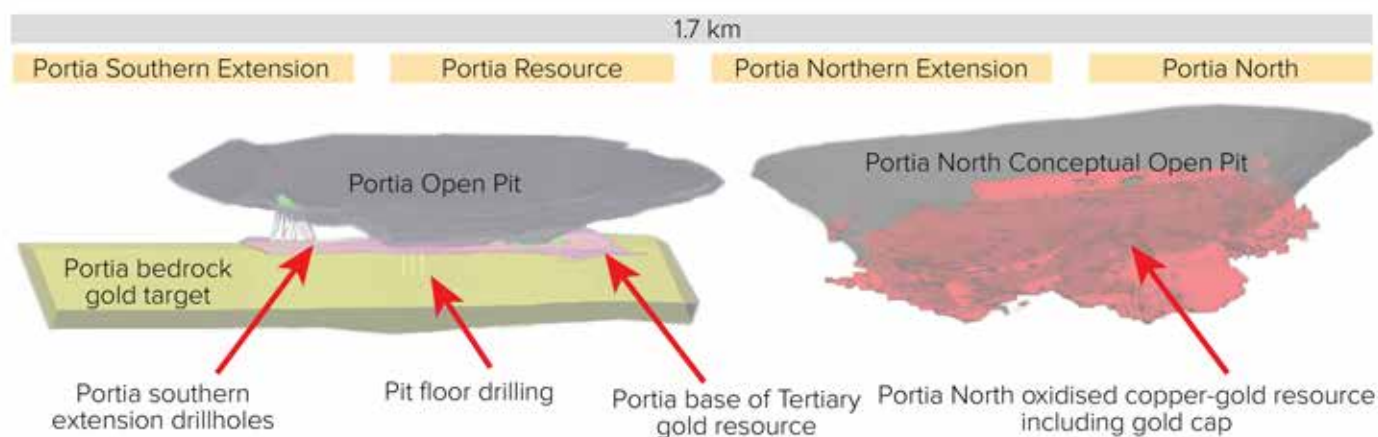 1.7 km
Portia Southern Extension
Portia Resource
Portia Northern Extension
Portia North
Portia Open Pit
Portia North Conceptual Open Pit
Portia bedrock
gold target
Portia southern
extension drillholes
Pit floor drilling
Portia base of Tertiary
gold resource
Portia North oxidised copper-gold resource
including gold cap